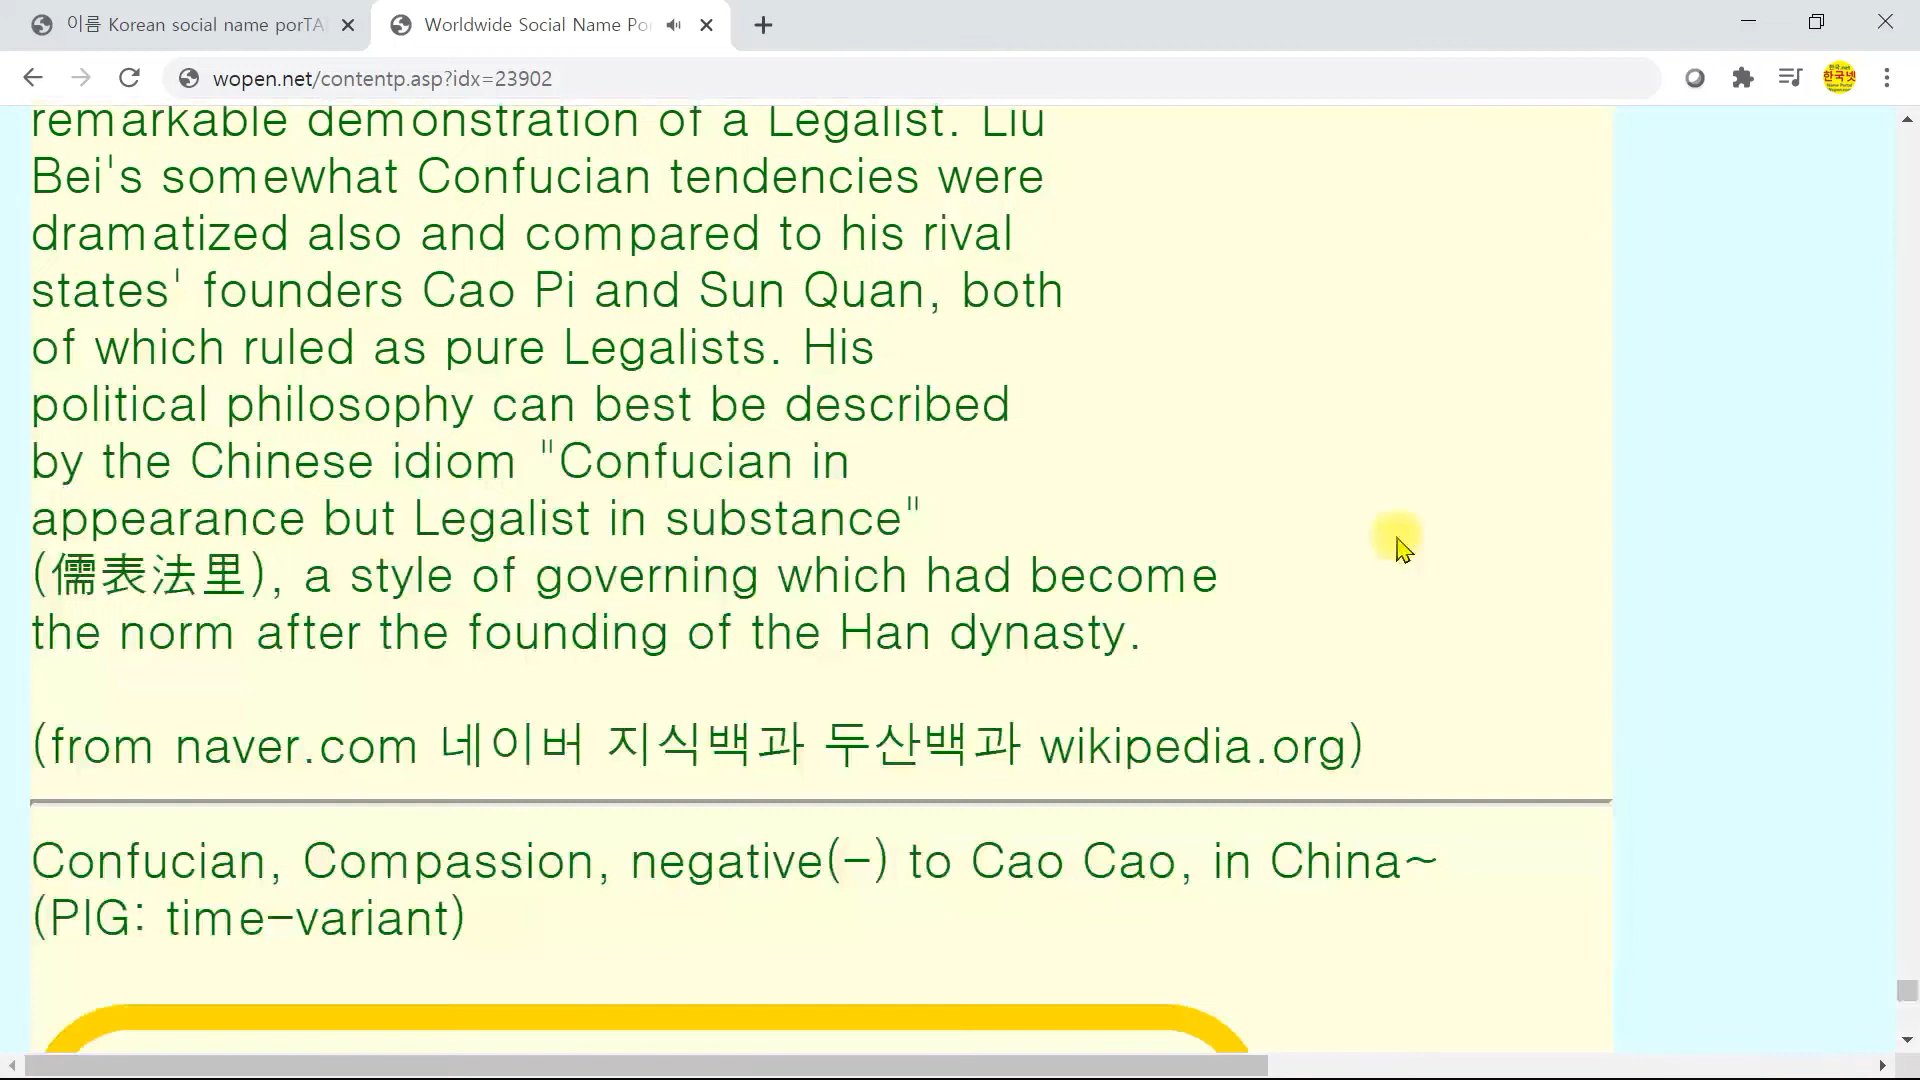 이름 Korean social name porTA
Worldwide Social Name Po
wopen.net/contentp.asp?idx=23902
한국넷
remarkable demonstration of a Legalist. Liu
Bei's somewhat Confucian tendencies were
dramatized also and compared to his rival
states' founders Cao Pi and Sun Quan, both
of which ruled as pure Legalists. His
political philosophy can best be described
by the Chinese idiom "Confucian in
appearance but Legalist in substance"
(儒表法里), a style of governing which had become
the norm after the founding of the Han dynasty.
(from naver.com 네이버 지식백과 두산백과 wikipedia.org)
Confucian, Compassion, negative(-) to Cao Cao, in China~
(PIG: time-variant)